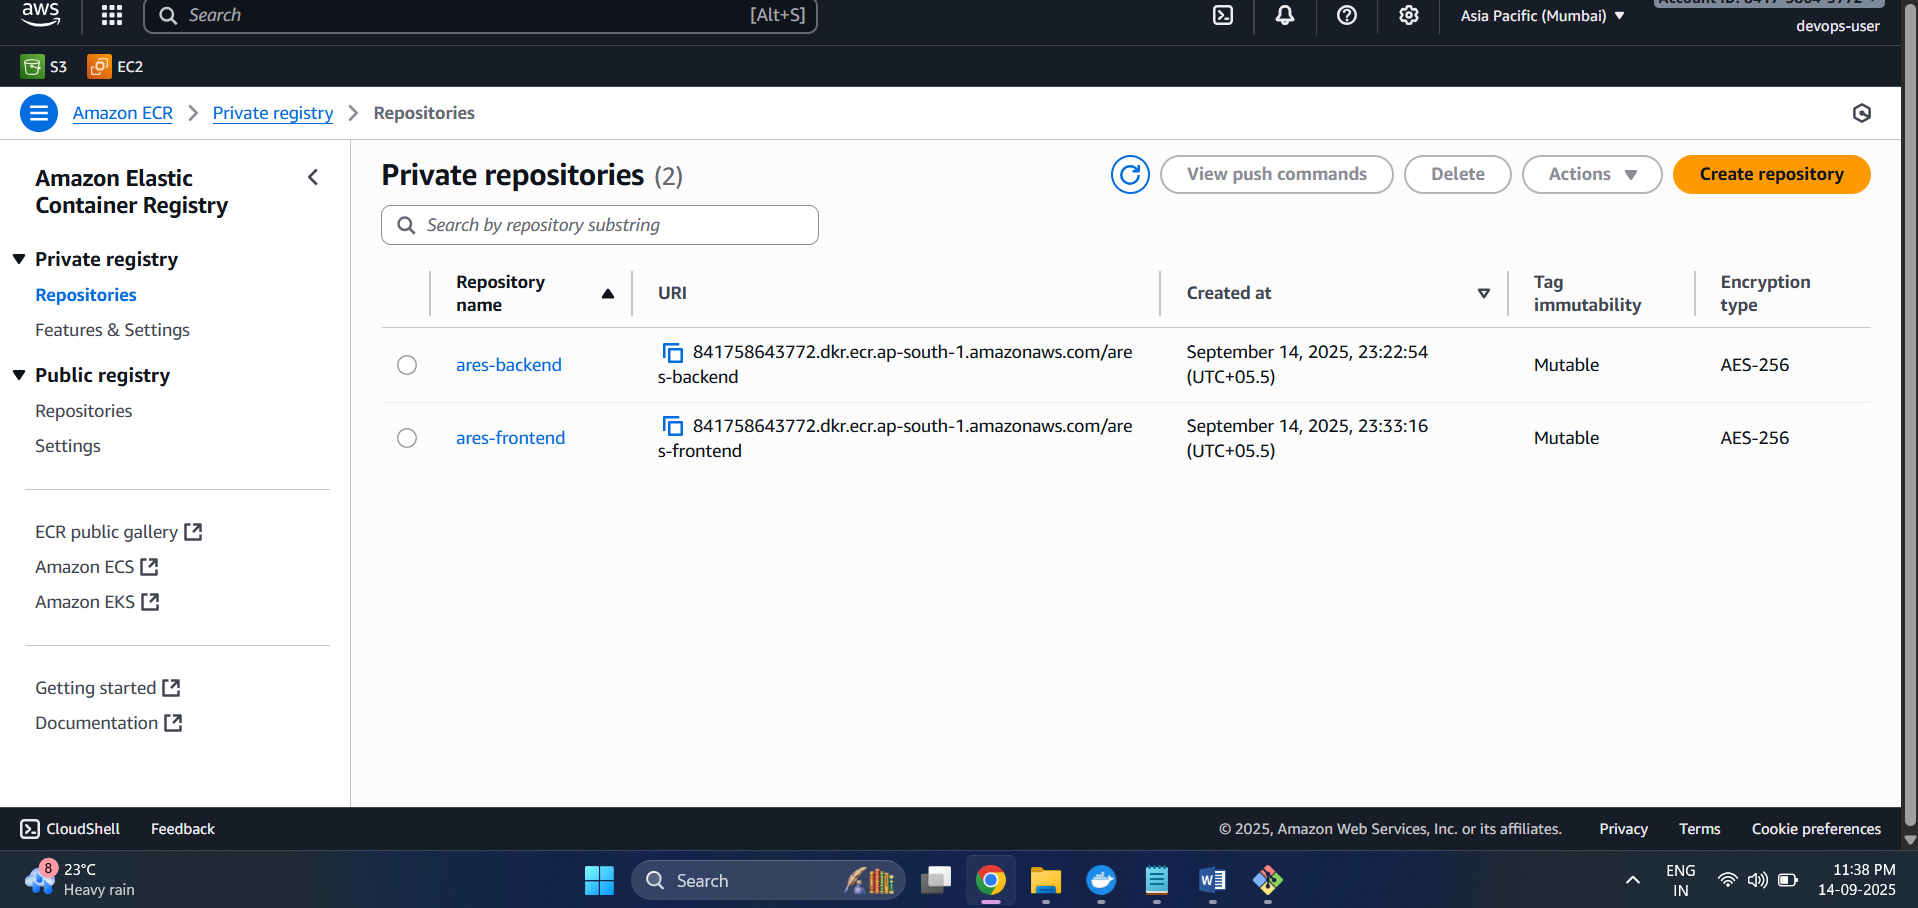 aws
Search [Alt+S]
Asia Pacific (Mumbai)
Account ID: 8417-5864-3772
devops-user
S3 EC2
Amazon ECR Private registry Repositories
Amazon Elastic
Container Registry
Private registry
Repositories
Features & Settings
Public registry
Repositories
Settings
ECR public gallery
Amazon ECS
Amazon EKS
Getting started
Documentation
Private repositories (2)
View push commands Delete Actions Create repository
Search by repository substring
Repository
name
URI
Created at
Tag
immutability
Encryption
type
ares-backend
841758643772.dkr.ecr.ap-south-1.amazonaws.com/are
s-backend
September 14, 2025, 23:22:54
(UTC+05.5)
Mutable
AES-256
ares-frontend
841758643772.dkr.ecr.ap-south-1.amazonaws.com/are
s-frontend
September 14, 2025, 23:33:16
(UTC+05.5)
Mutable
AES-256
CloudShell Feedback
© 2025, Amazon Web Services, Inc. or its affiliates. Privacy Terms Cookie preferences
8
23°C
Heavy rain
Search
W
ENG
IN
11:38 PM
14-09-2025